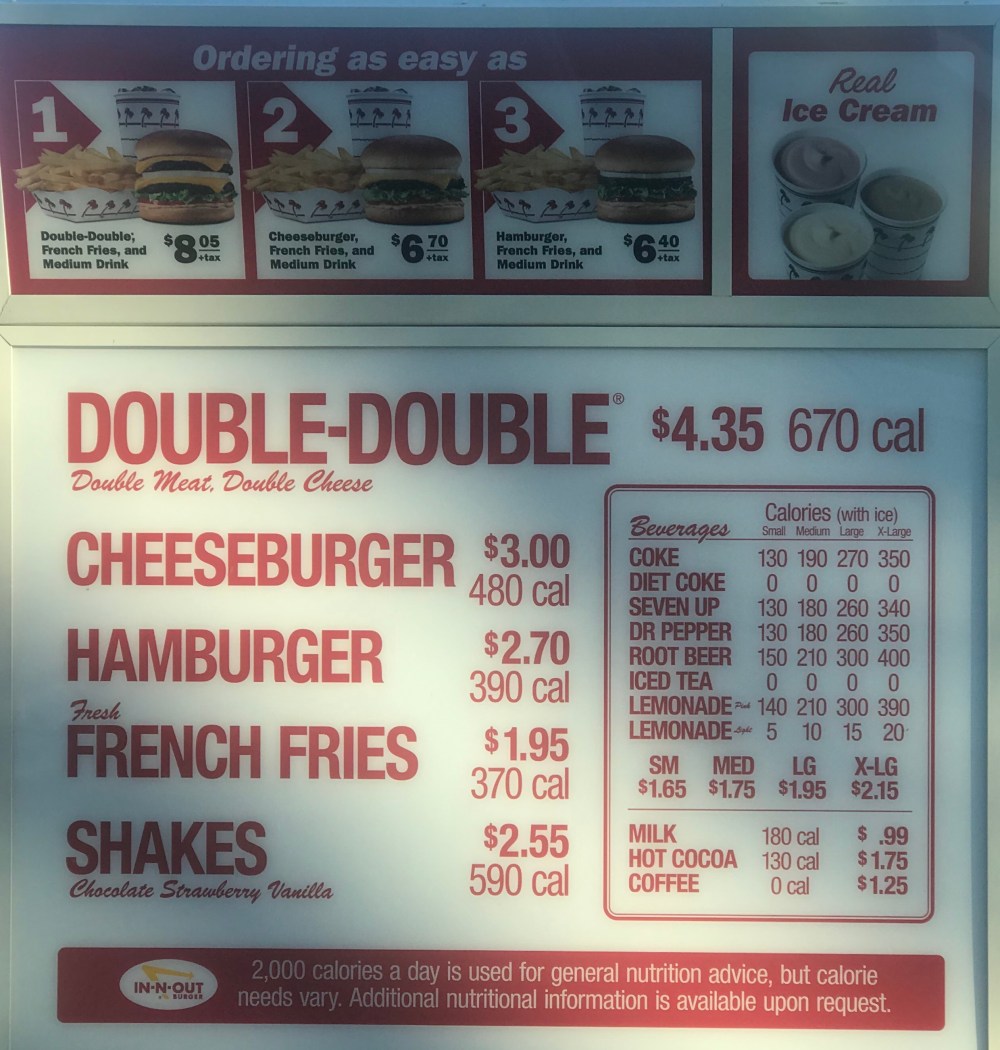 Ordering as easy as
1
Double-Double,®
French Fries, and
Medium Drink
$8 05
+tax
2
Cheeseburger,
French Fries, and
Medium Drink
$6 70
+tax
3
Hamburger,
French Fries, and
Medium Drink
$6 40
+tax
Real
Ice Cream
DOUBLE-DOUBLE® $4.35 670 cal
Double Meat, Double Cheese
CHEESEBURGER $3.00
480 cal
HAMBURGER $2.70
390 cal
Fresh
FRENCH FRIES $1.95
370 cal
SHAKES $2.55
590 cal
Chocolate Strawberry Vanilla
Beverages Calories (with ice)
Small Medium Large X-Large
COKE 130 190 270 350
DIET COKE 0 0 0 0
SEVEN UP 130 180 260 340
DR PEPPER 130 180 260 350
ROOT BEER 150 210 300 400
ICED TEA 0 0 0 0
LEMONADE-Pink 140 210 300 390
LEMONADE-Light 5 10 15 20
SM MED LG X-LG
$1.65 $1.75 $1.95 $2.15
MILK 180 cal $ .99
HOT COCOA 130 cal $1.75
COFFEE 0 cal $1.25
IN-N-OUT
BURGER
2,000 calories a day is used for general nutrition advice, but calorie
needs vary. Additional nutritional information is available upon request.